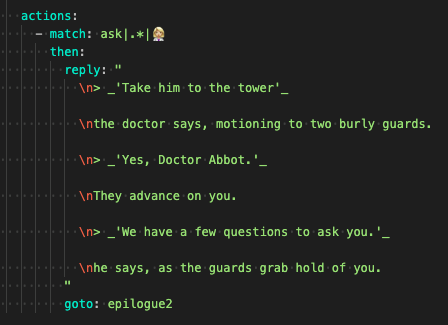 actions:
- match: ask|.*|👩🏼‍⚕️
then:
reply: "
\n> _'Take him to the tower'_
\nthe doctor says, motioning to two burly guards.
\n> _'Yes, Doctor Abbot.'_
\nThey advance on you.
\n> _'We have a few questions to ask you.'_
\nhe says, as the guards grab hold of you.
"
goto: epilogue2